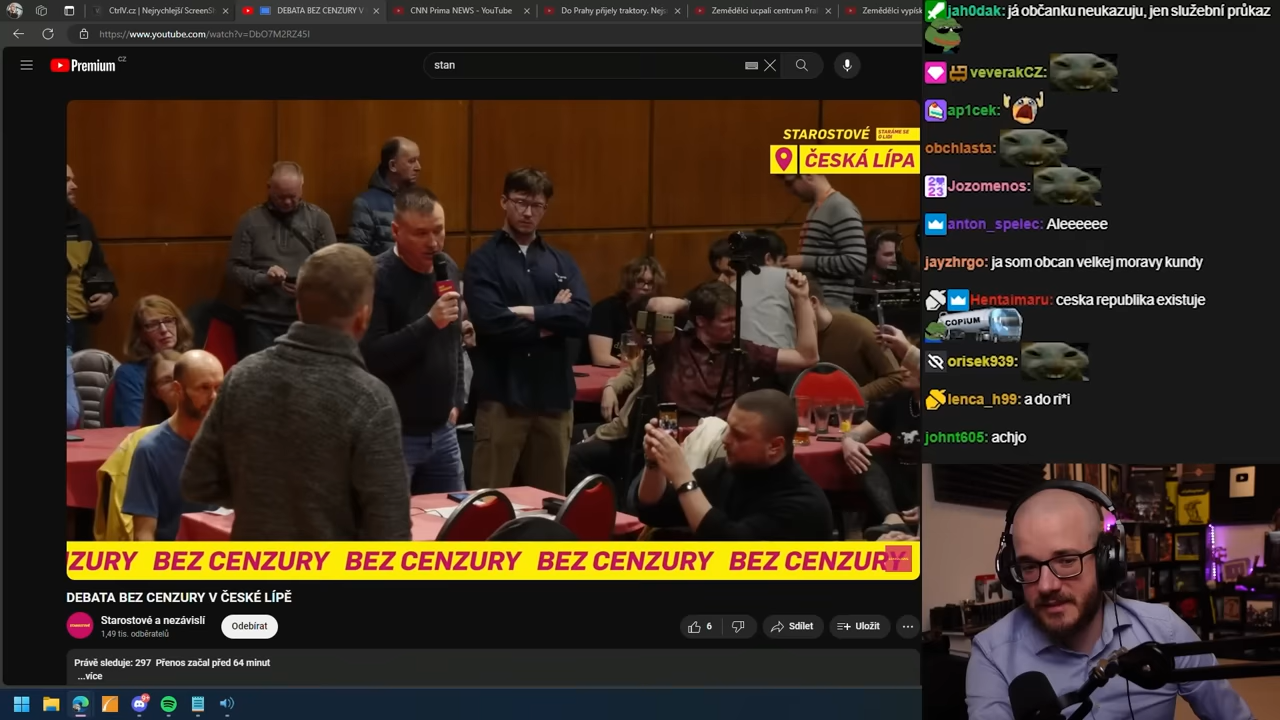 CtrlV.cz | Nejrychlejší ScreenS
DEBATA BEZ CENZURY V
CNN Prima NEWS - YouTube
Do Prahy přijely traktory. Nejs
Zemědělci ucpali centrum Pra
Zemědělci vypísk
https://www.youtube.com/watch?v=DbO7M2RZ45I
Premium CZ
stan
STAROSTOVÉ STARÁME SE O LIDI
ČESKÁ LÍPA
ZURY BEZ CENZURY BEZ CENZURY BEZ CENZURY BEZ CENZURY
DEBATA BEZ CENZURY V ČESKÉ LÍPĚ
Starostové a nezávislí
1,49 tis. odběratelů
Odebírat
6
Sdílet
Uložit
Právě sleduje: 297 Přenos začal před 64 minut
...více
jah0dak: já občanku neukazuju, jen služební průkaz
veverakCZ:
ap1cek:
obchlasta:
Jozomenos:
anton_spelec: Aleeeeee
jayzhrgo: ja som obcan velkej moravy kundy
Hentaimaru: ceska republika existuje
COPIUM
orisek939:
lenca_h99: a do ri*i
johnt605: achjo